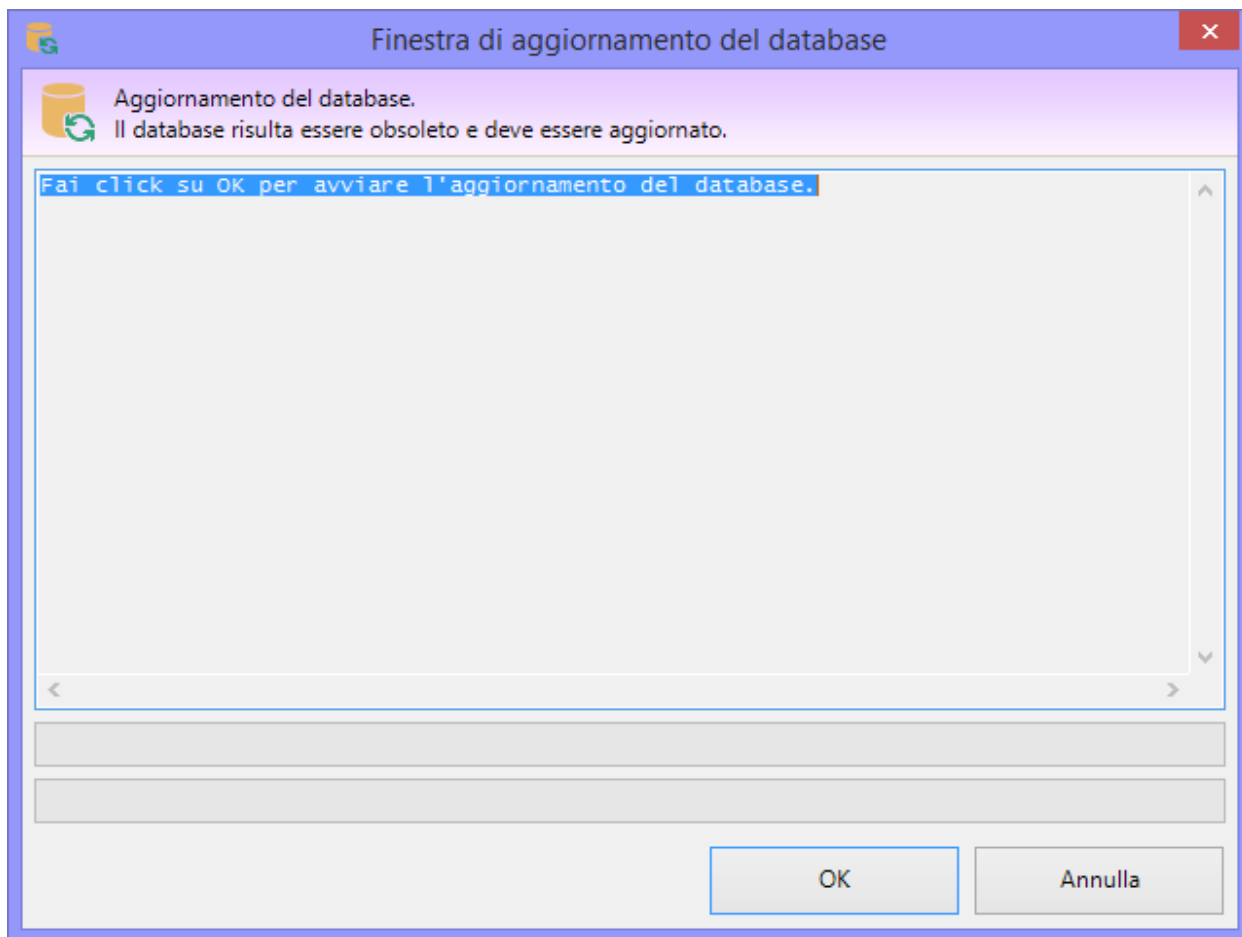 Finestra di aggiornamento del database
Aggiornamento del database.
Il database risulta essere obsoleto e deve essere aggiornato.
Fai click su OK per avviare l'aggiornamento del database.
OK
Annulla